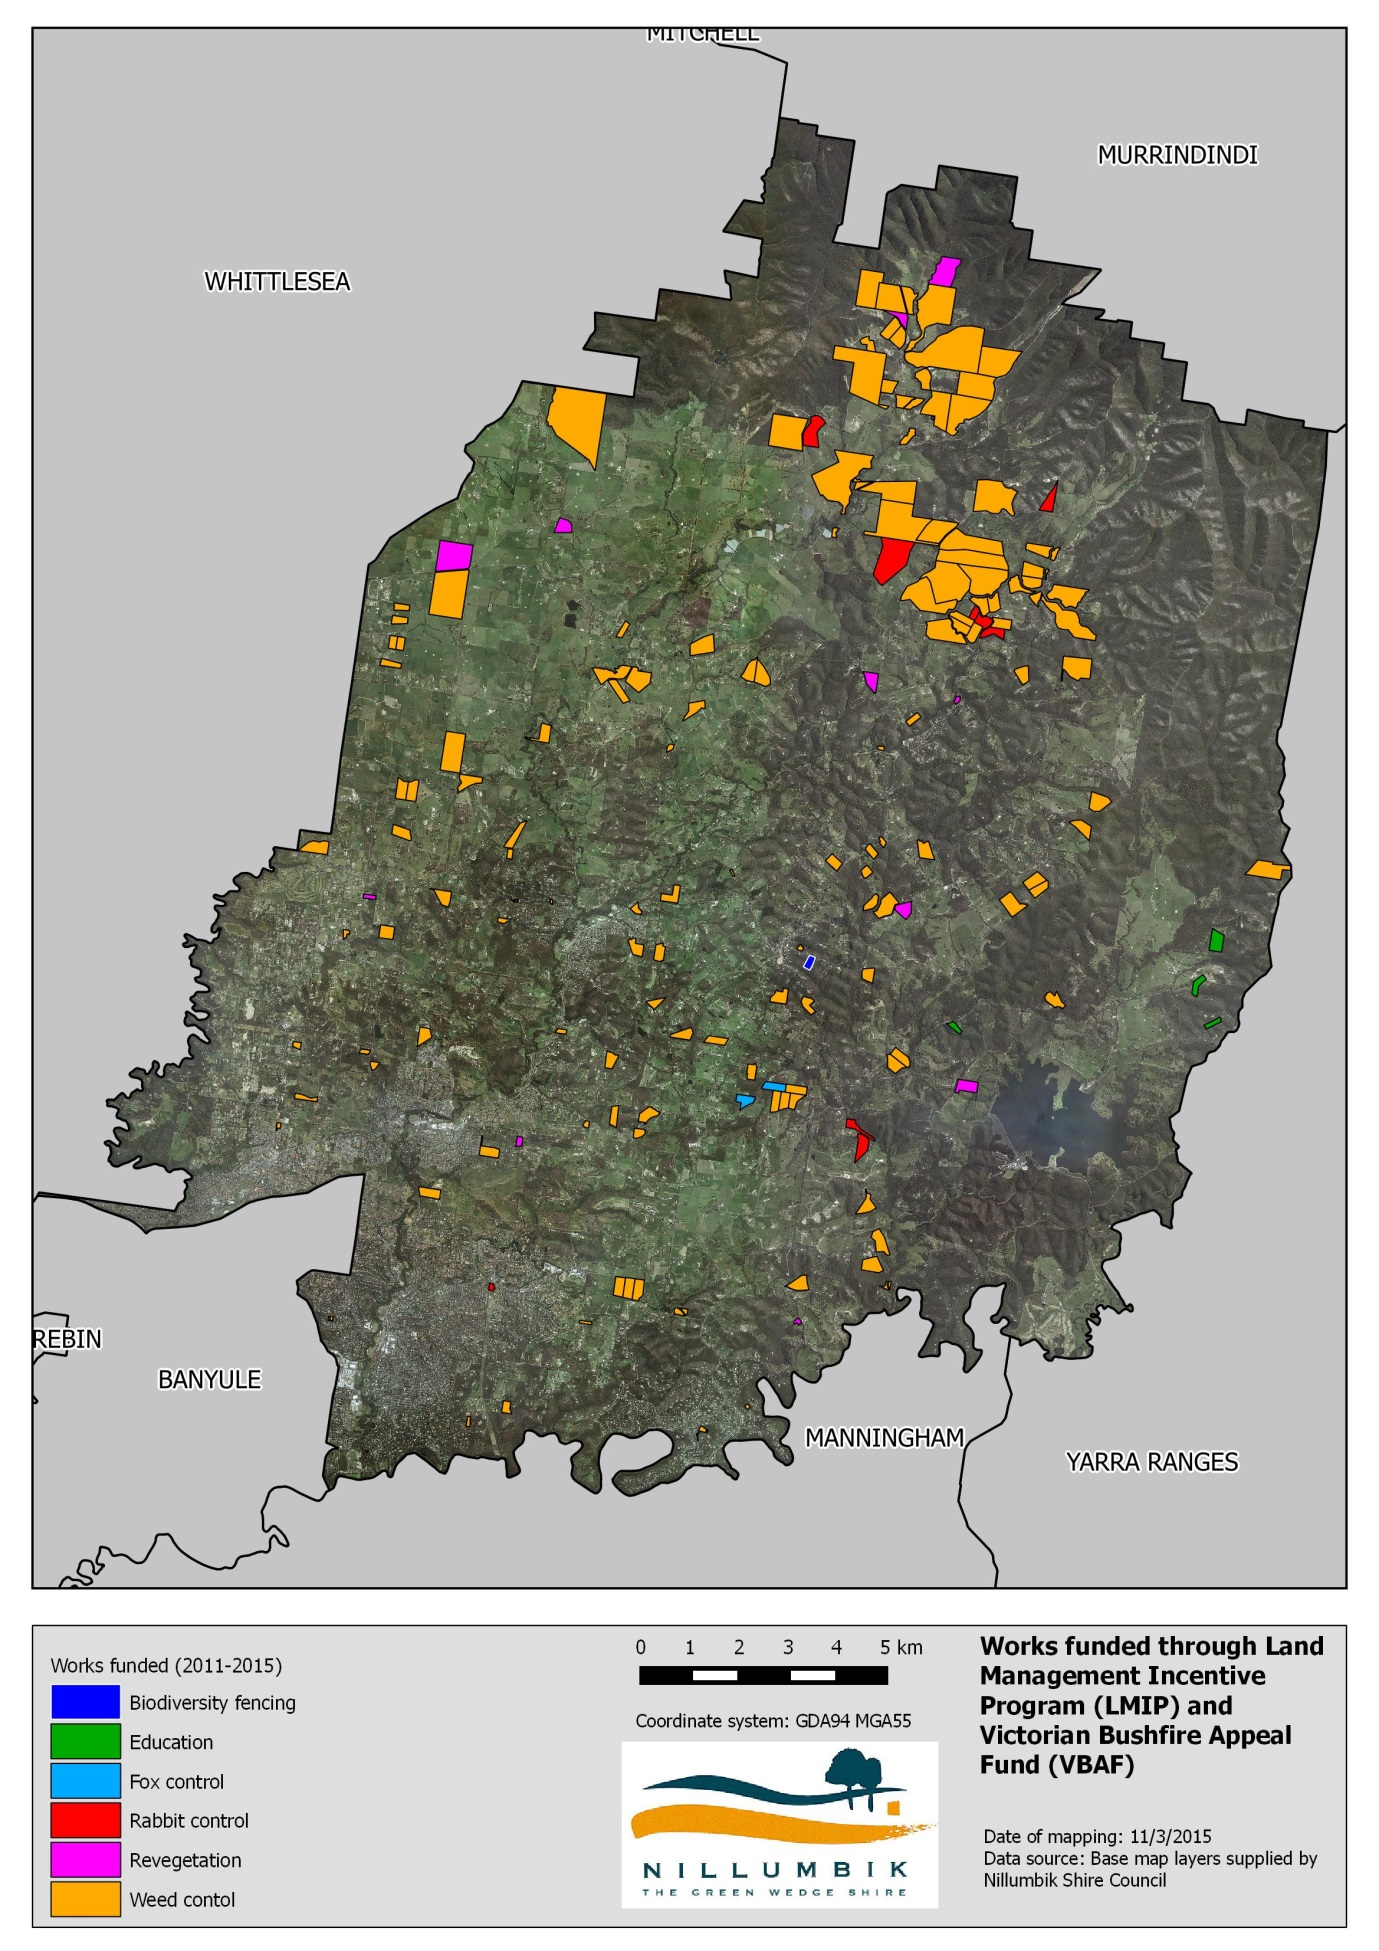 MITCHELL
MURRINDINDI
WHITTLESEA
REBIN
BANYULE
MANNINGHAM
YARRA RANGES
Works funded (2011-2015)
Biodiversity fencing
Education
Fox control
Rabbit control
Revegetation
Weed contol
0 1 2 3 4 5 km
Coordinate system: GDA94 MGA55
NILLUMBIK
THE GREEN WEDGE SHIRE
Works funded through Land
Management Incentive
Program (LMIP) and
Victorian Bushfire Appeal
Fund (VBAF)
Date of mapping: 11/3/2015
Data source: Base map layers supplied by
Nillumbik Shire Council